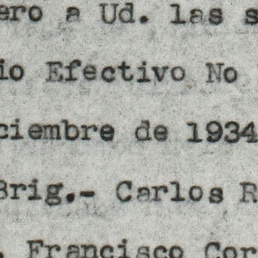 ero a Ud. las s
io Efectivo No
ciembre de 1934
Brig.- Carlos R
. Francisco Cor